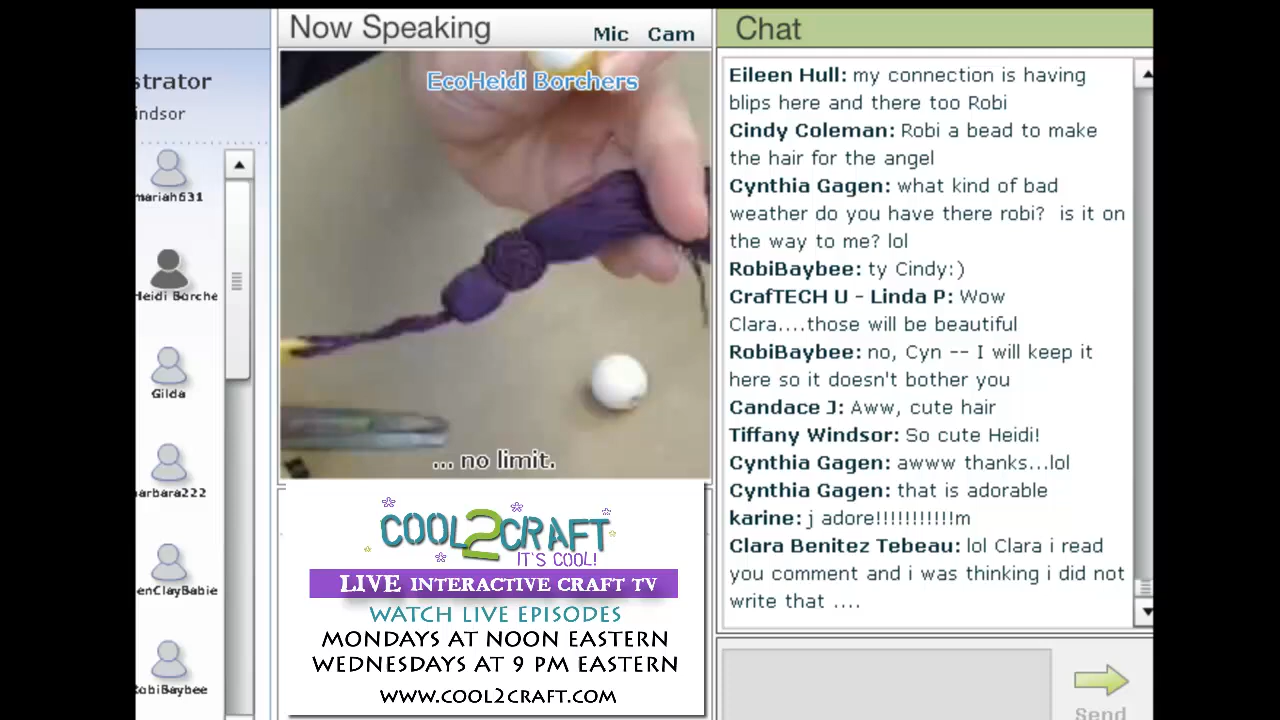 strator
indsor
mariah631
Heidi Borche
Gilda
arbara222
enClayBabie
RobiBaybee
Now Speaking
Mic Cam
EcoHeidi Borchers
... no limit.
COOL2CRAFT
IT'S COOL!
LIVE INTERACTIVE CRAFT TV
WATCH LIVE EPISODES
MONDAYS AT NOON EASTERN
WEDNESDAYS AT 9 PM EASTERN
WWW.COOL2CRAFT.COM
Chat
Eileen Hull: my connection is having
blips here and there too Robi
Cindy Coleman: Robi a bead to make
the hair for the angel
Cynthia Gagen: what kind of bad
weather do you have there robi? is it on
the way to me? lol
RobiBaybee: ty Cindy:)
CrafTECH U - Linda P: Wow
Clara....those will be beautiful
RobiBaybee: no, Cyn -- I will keep it
here so it doesn't bother you
Candace J: Aww, cute hair
Tiffany Windsor: So cute Heidi!
Cynthia Gagen: awww thanks...lol
Cynthia Gagen: that is adorable
karine: j adore!!!!!!!!!!!m
Clara Benitez Tebeau: lol Clara i read
you comment and i was thinking i did not
write that ....
Send